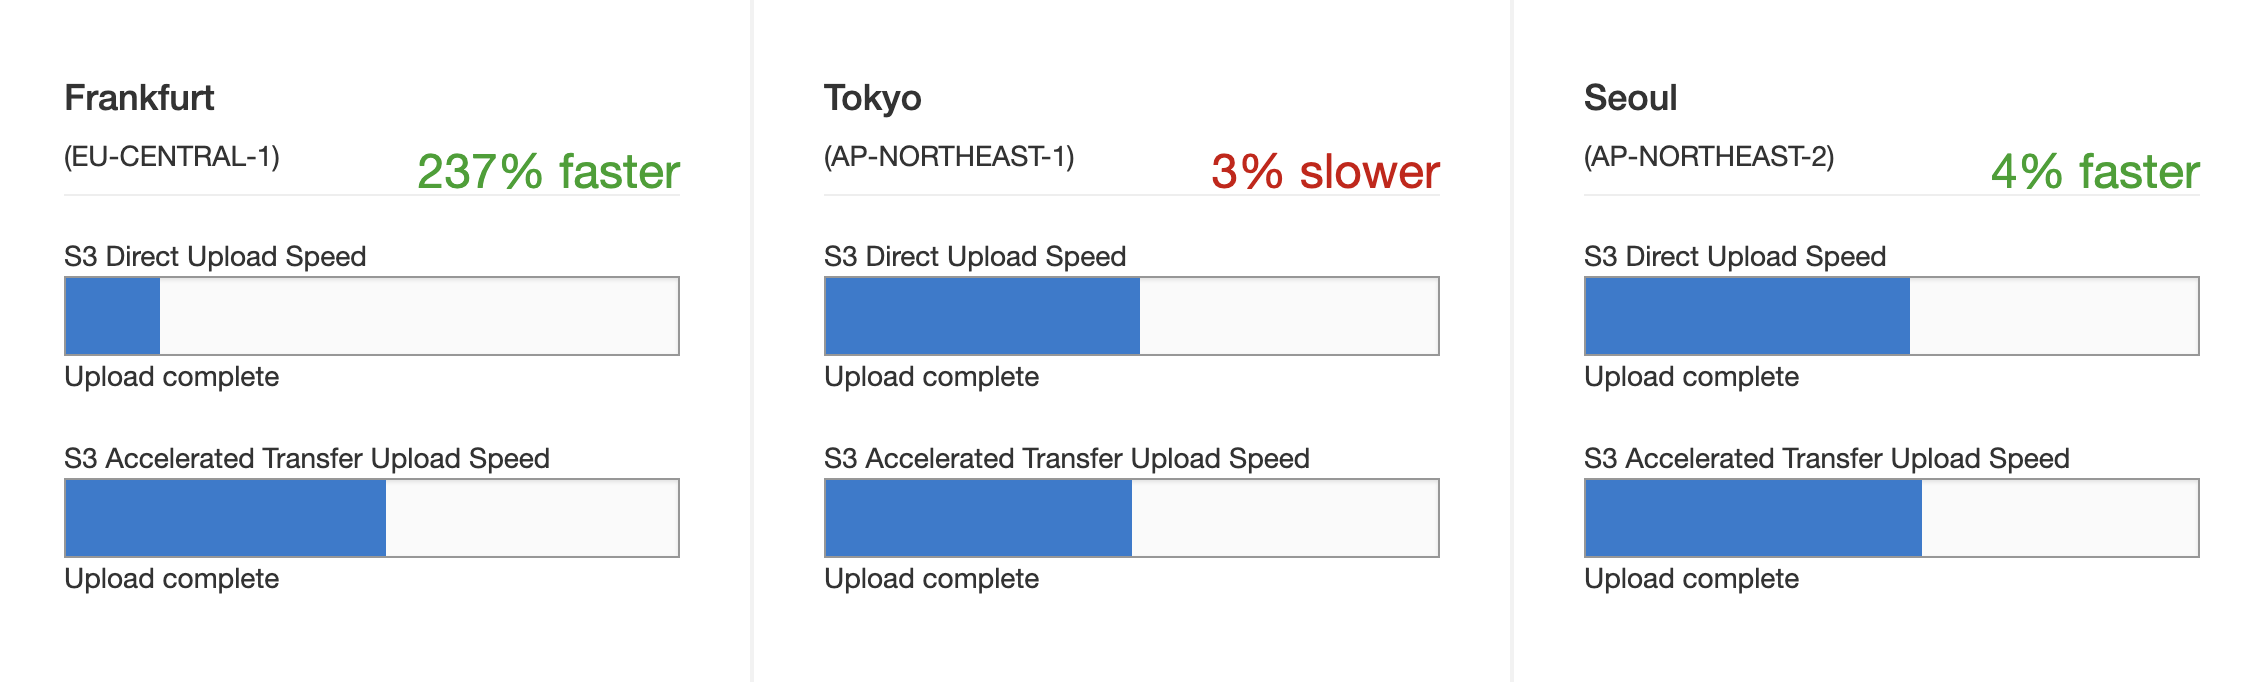 Frankfurt
(EU-CENTRAL-1)
237% faster
S3 Direct Upload Speed
Upload complete
S3 Accelerated Transfer Upload Speed
Upload complete
Tokyo
(AP-NORTHEAST-1)
3% slower
S3 Direct Upload Speed
Upload complete
S3 Accelerated Transfer Upload Speed
Upload complete
Seoul
(AP-NORTHEAST-2)
4% faster
S3 Direct Upload Speed
Upload complete
S3 Accelerated Transfer Upload Speed
Upload complete